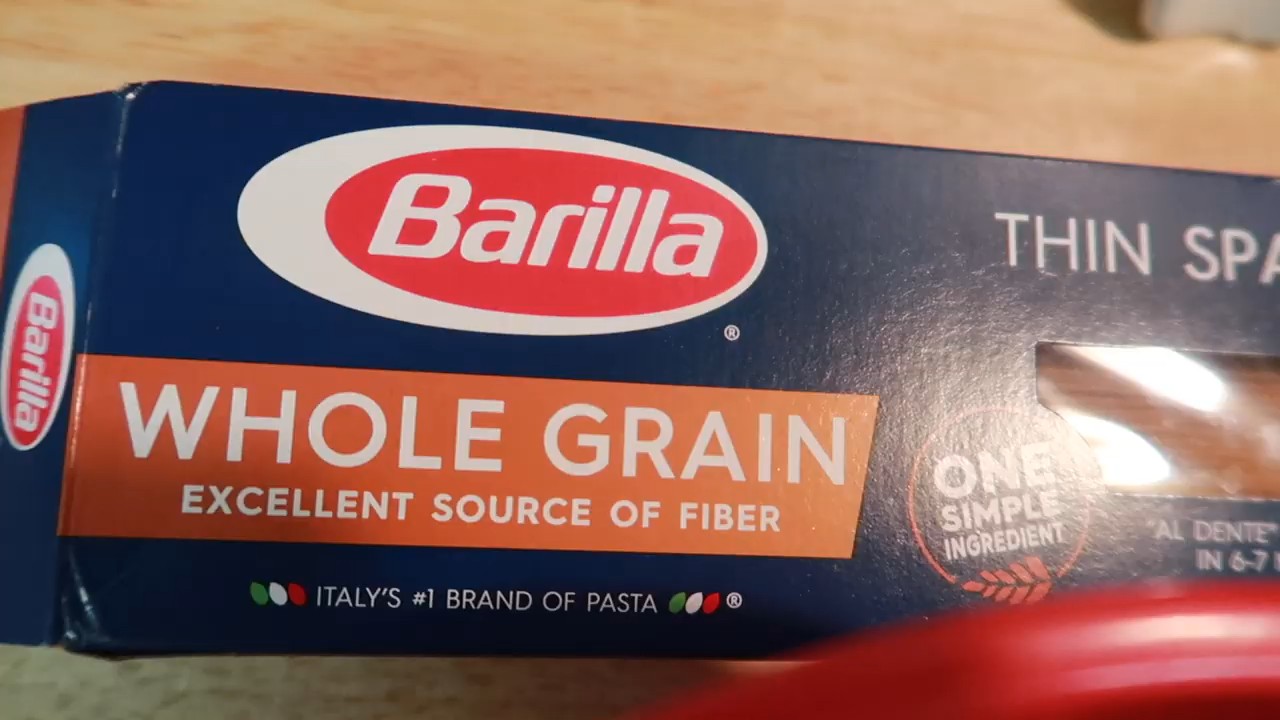 Barilla
®
THIN SPA
WHOLE GRAIN
EXCELLENT SOURCE OF FIBER
ITALY'S #1 BRAND OF PASTA ®
ONE
SIMPLE
INGREDIENT
"AL DENTE"
IN 6-7
Barilla